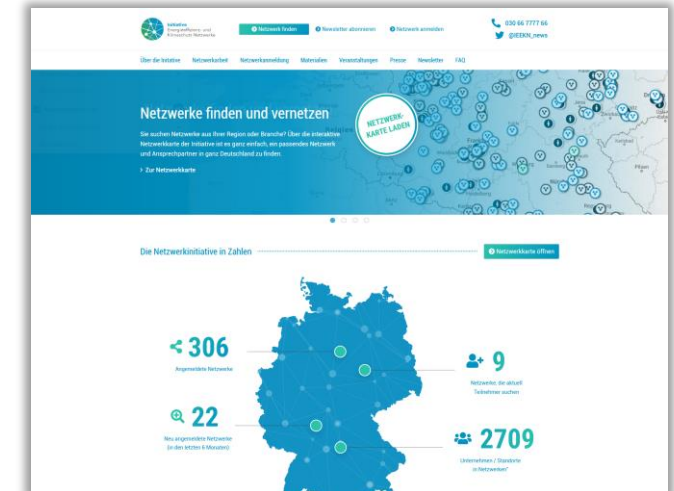 Initiative
Energieeffizienz- und
Klimaschutz-Netzwerke
Netzwerk finden
Newsletter abonnieren
Netzwerk anmelden
030 66 7777 66
@IEEKN_news
Über die Initiative
Netzwerkarbeit
Netzwerkanmeldung
Materialien
Veranstaltungen
Presse
Newsletter
FAQ
Netzwerke finden und vernetzen
Sie suchen Netzwerke aus Ihrer Region oder Branche? Über die interaktive
Netzwerkkarte der Initiative ist es ganz einfach, ein passendes Netzwerk
und Ansprechpartner in ganz Deutschland zu finden.
› Zur Netzwerkkarte
NETZWERK-
KARTE LADEN
Pilsen
Die Netzwerkinitiative in Zahlen
Netzwerkkarte öffnen
306
Angemeldete Netzwerke
9
Netzwerke, die aktuell
Teilnehmer suchen
22
Neu angemeldete Netzwerke
(in den letzten 6 Monaten)
2709
Unternehmen / Standorte
in Netzwerken*